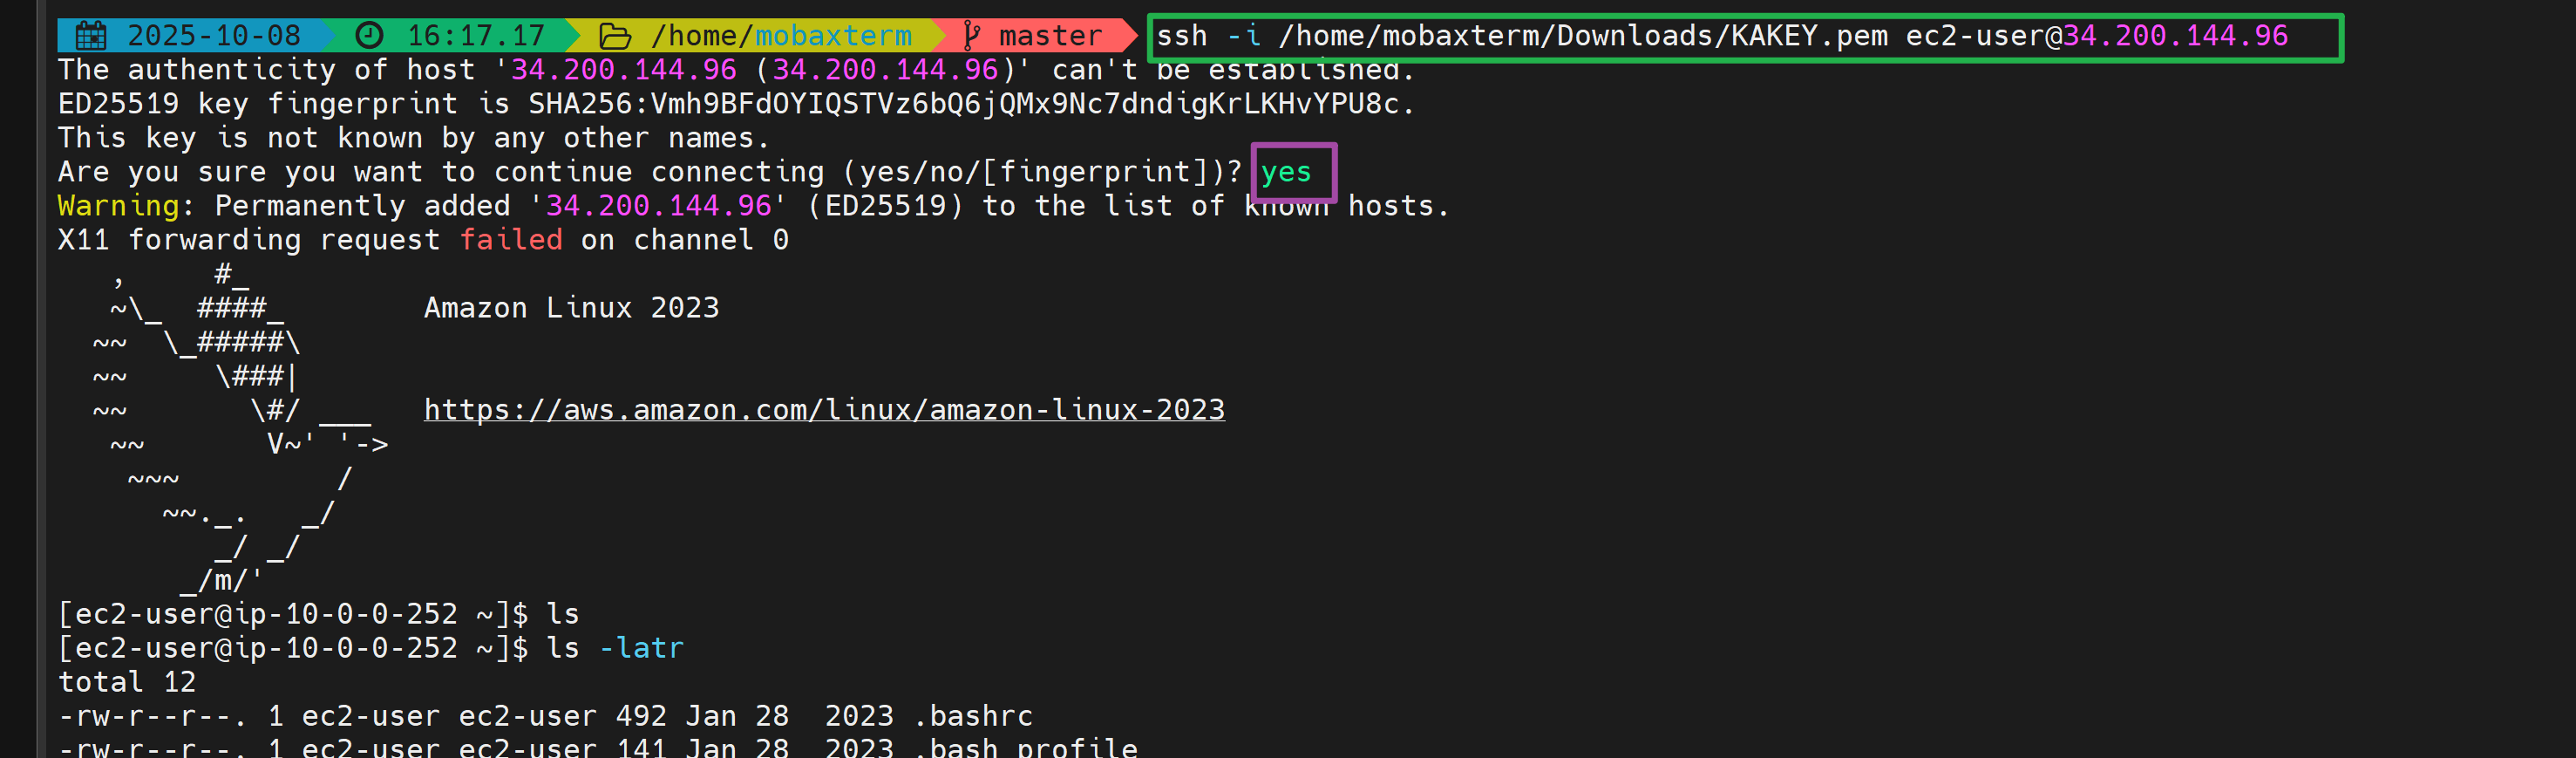 2025-10-08 16:17.17 /home/mobaxterm master ssh -i /home/mobaxterm/Downloads/KAKEY.pem ec2-user@34.200.144.96
The authenticity of host '34.200.144.96 (34.200.144.96)' can't be established.
ED25519 key fingerprint is SHA256:Vmh9BFdOYIQSTVz6bQ6jQMx9Nc7dndigKrLKHvYPU8c.
This key is not known by any other names.
Are you sure you want to continue connecting (yes/no/[fingerprint])? yes
Warning: Permanently added '34.200.144.96' (ED25519) to the list of known hosts.
X11 forwarding request failed on channel 0
   ,     #_
   ~\_  ####_        Amazon Linux 2023
  ~~  \_#####\
  ~~     \###|
  ~~       \#/ ___   https://aws.amazon.com/linux/amazon-linux-2023
   ~~       V~' '->
    ~~~         /
      ~~._.   _/
         _/ _/
       _/m/'
[ec2-user@ip-10-0-0-252 ~]$ ls
[ec2-user@ip-10-0-0-252 ~]$ ls -latr
total 12
-rw-r--r--. 1 ec2-user ec2-user 492 Jan 28  2023 .bashrc
-rw-r--r--. 1 ec2-user ec2-user 141 Jan 28  2023 .bash_profile